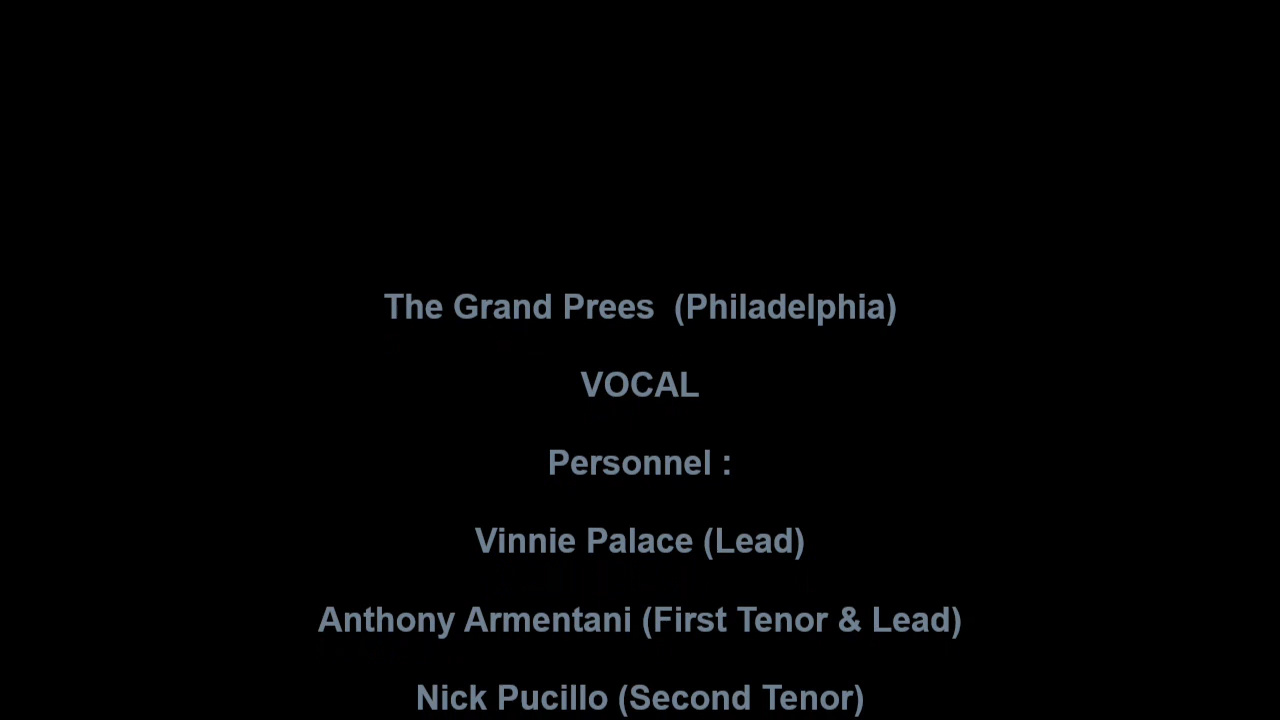 The Grand Prees  (Philadelphia)
VOCAL
Personnel :
Vinnie Palace (Lead)
Anthony Armentani (First Tenor & Lead)
Nick Pucillo (Second Tenor)